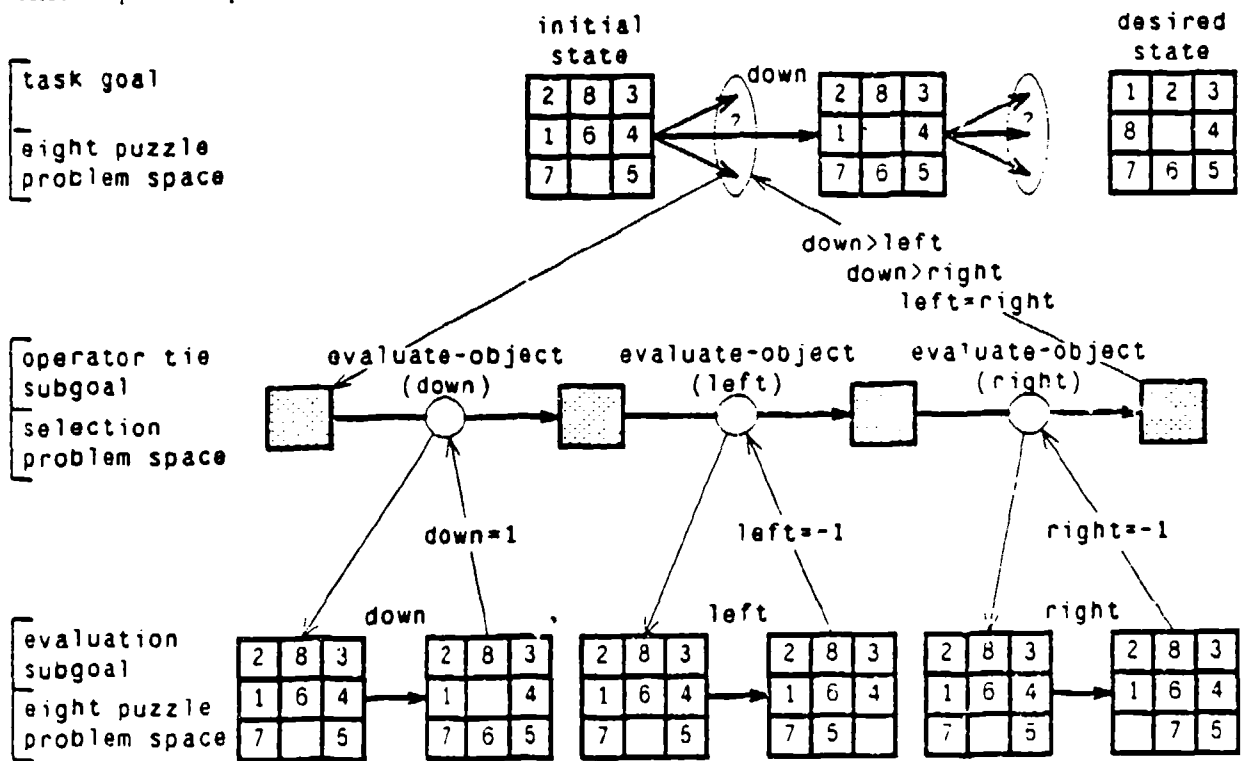 initial
state
desired
state
task goal
eight puzzle
problem space
2 8 3
1 6 4
7 5
?
down
2 8 3
1 4
7 6 5
?
1 2 3
8 4
7 6 5
down>left
down>right
left=right
operator tie
subgoal
selection
problem space
evaluate-object
(down)
evaluate-object
(left)
evaluate-object
(right)
down=1
left=-1
right=-1
evaluation
subgoal
eight puzzle
problem space
down
2 8 3
1 6 4
7 5
2 8 3
1 4
7 6 5
left
2 8 3
1 6 4
7 5
2 8 3
1 6 4
7 5
right
2 8 3
1 6 4
7 5
2 8 3
1 6 4
7 5